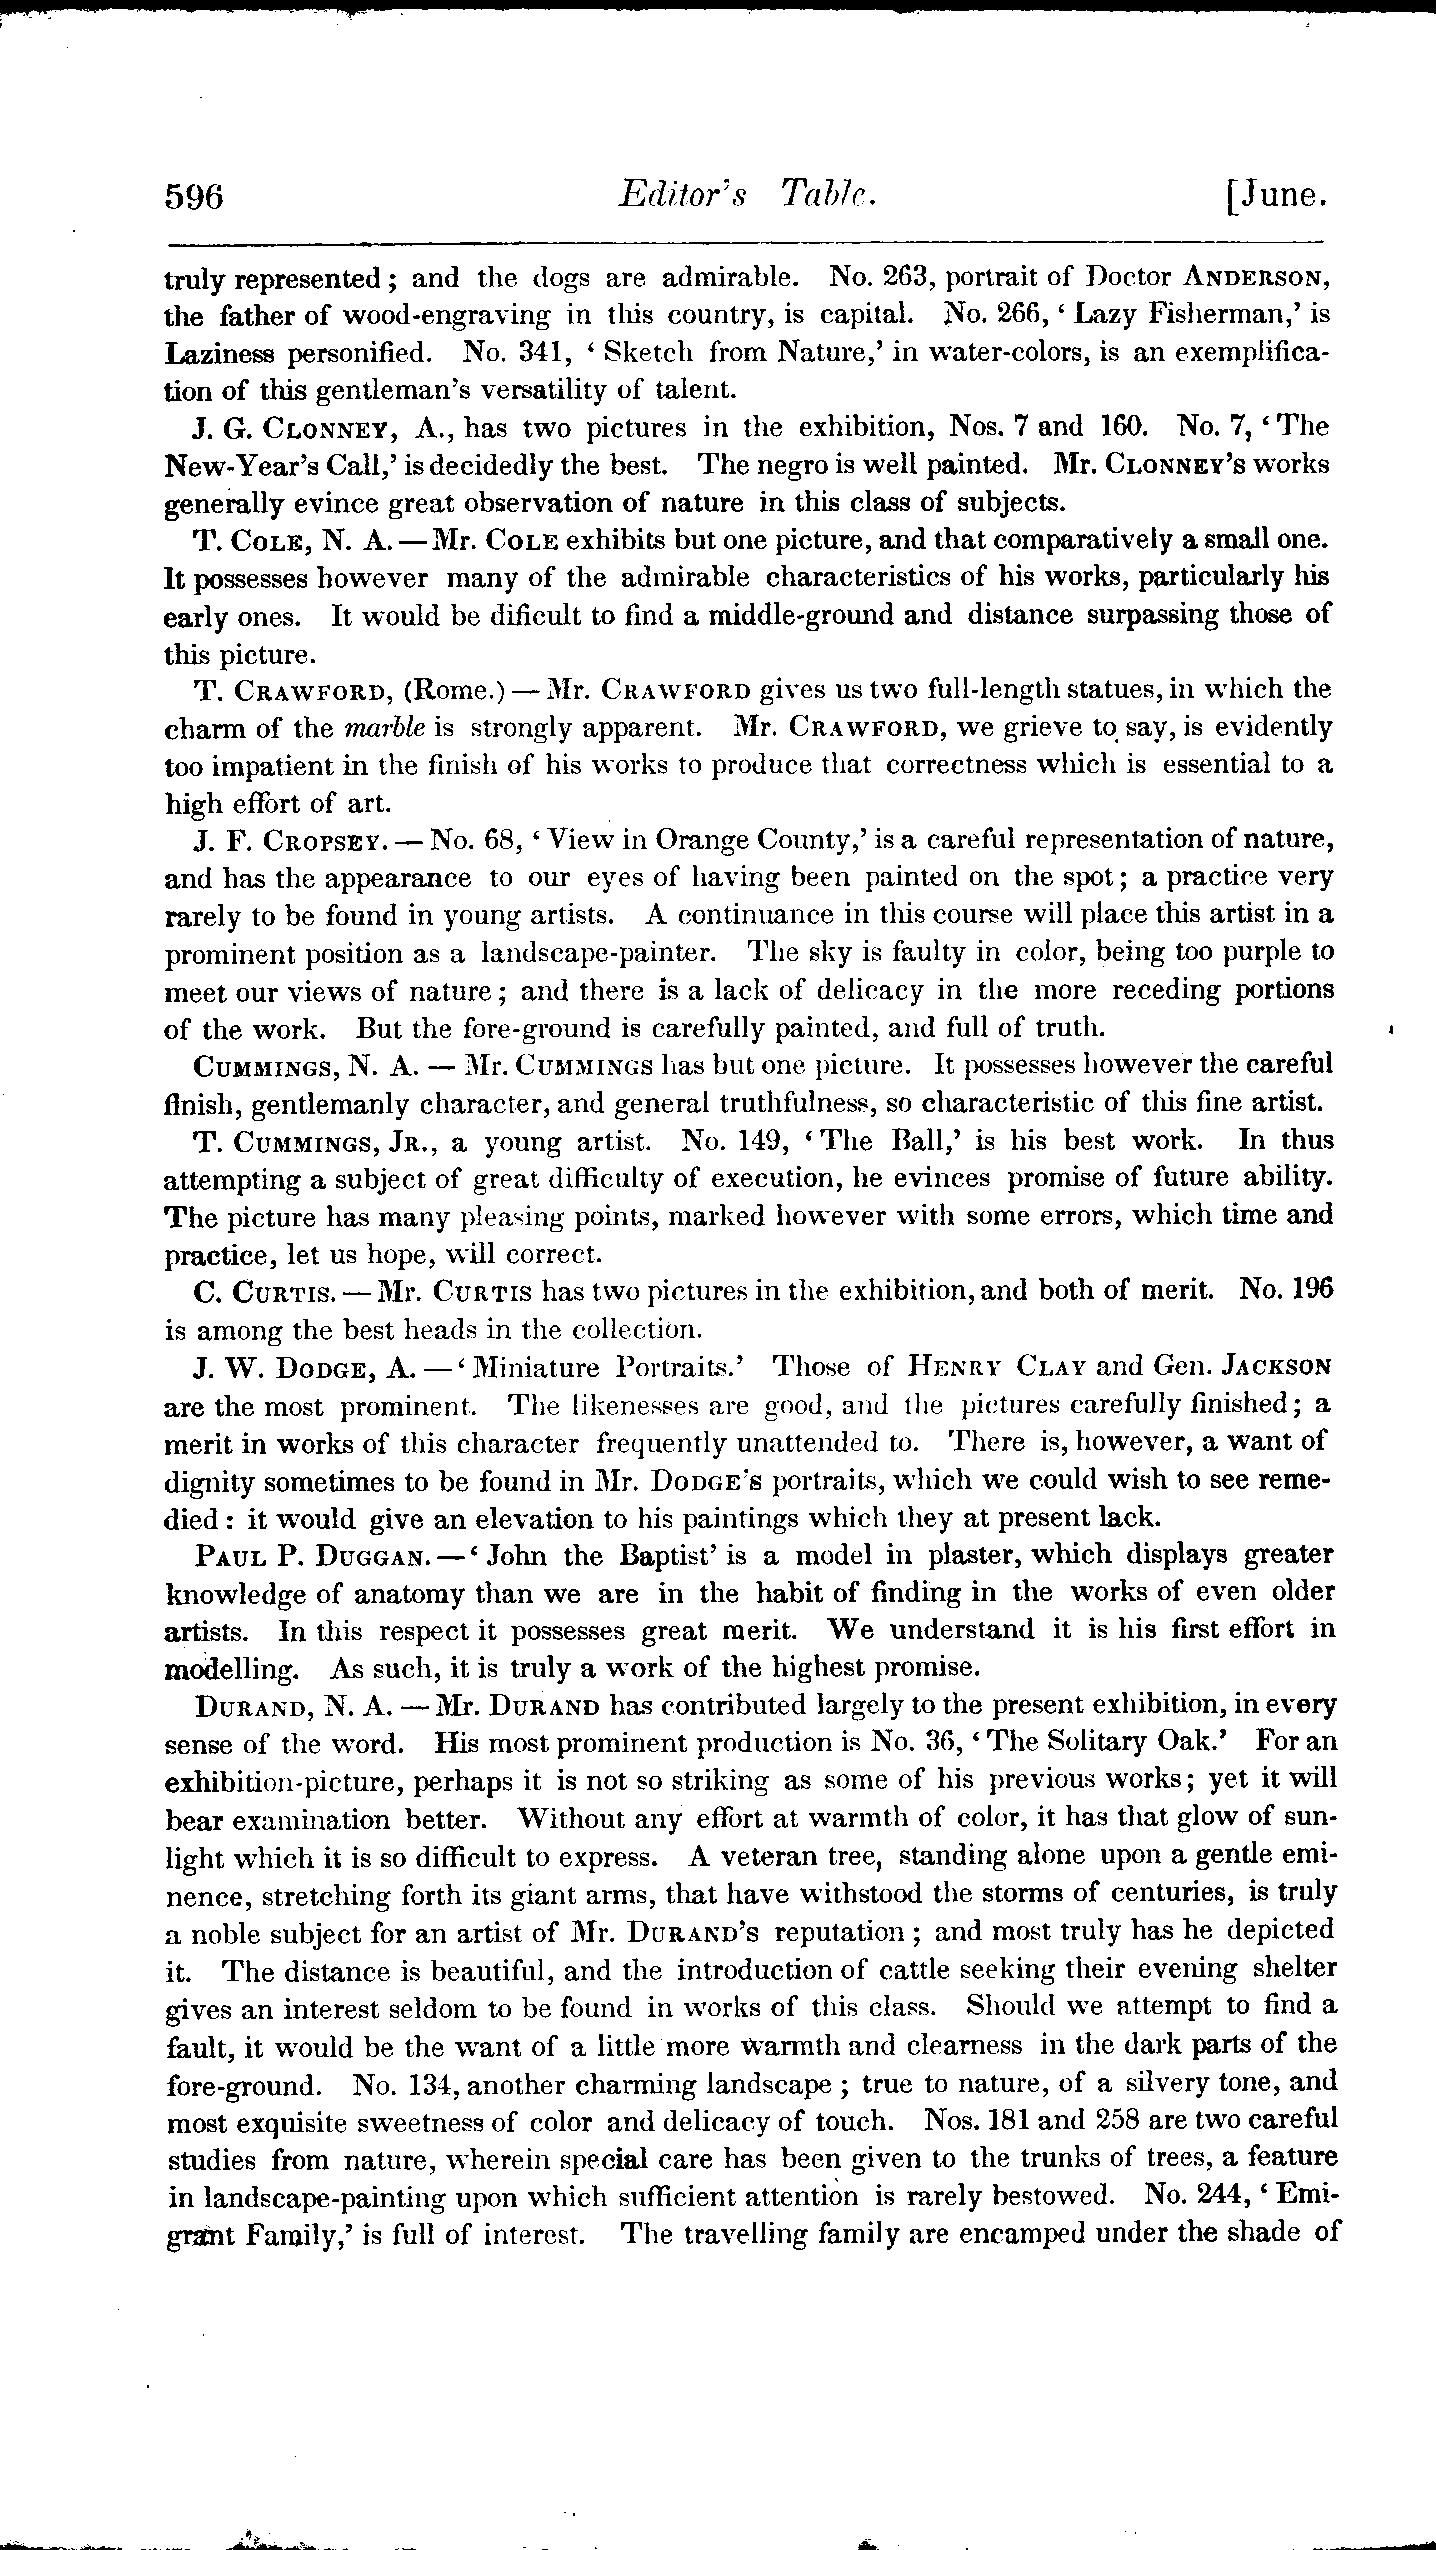 596 Editor's Table. [June.
truly represented; and the dogs are admirable. No. 263, portrait of Doctor ANDERSON,
the father of wood-engraving in this country, is capital. No. 266, 'Lazy Fisherman,' is
Laziness personified. No. 341, 'Sketch from Nature,' in water-colors, is an exemplifica-
tion of this gentleman's versatility of talent.
J. G. CLONNEY, A., has two pictures in the exhibition, Nos. 7 and 160. No. 7, 'The
New-Year's Call,' is decidedly the best. The negro is well painted. Mr. CLONNEY's works
generally evince great observation of nature in this class of subjects.
T. COLE, N. A. — Mr. COLE exhibits but one picture, and that comparatively a small one.
It possesses however many of the admirable characteristics of his works, particularly his
early ones. It would be dificult to find a middle-ground and distance surpassing those of
this picture.
T. CRAWFORD, (Rome.) — Mr. CRAWFORD gives us two full-length statues, in which the
charm of the marble is strongly apparent. Mr. CRAWFORD, we grieve to say, is evidently
too impatient in the finish of his works to produce that correctness which is essential to a
high effort of art.
J. F. CROPSEY. — No. 68, 'View in Orange County,' is a careful representation of nature,
and has the appearance to our eyes of having been painted on the spot; a practice very
rarely to be found in young artists. A continuance in this course will place this artist in a
prominent position as a landscape-painter. The sky is faulty in color, being too purple to
meet our views of nature; and there is a lack of delicacy in the more receding portions
of the work. But the fore-ground is carefully painted, and full of truth.
CUMMINGS, N. A. — Mr. CUMMINGS has but one picture. It possesses however the careful
finish, gentlemanly character, and general truthfulness, so characteristic of this fine artist.
T. CUMMINGS, JR., a young artist. No. 149, 'The Ball,' is his best work. In thus
attempting a subject of great difficulty of execution, he evinces promise of future ability.
The picture has many pleasing points, marked however with some errors, which time and
practice, let us hope, will correct.
C. CURTIS. — Mr. CURTIS has two pictures in the exhibition, and both of merit. No. 196
is among the best heads in the collection.
J. W. DODGE, A. — 'Miniature Portraits.' Those of HENRY CLAY and Gen. JACKSON
are the most prominent. The likenesses are good, and the pictures carefully finished; a
merit in works of this character frequently unattended to. There is, however, a want of
dignity sometimes to be found in Mr. DODGE's portraits, which we could wish to see reme-
died: it would give an elevation to his paintings which they at present lack.
PAUL P. DUGGAN. — 'John the Baptist' is a model in plaster, which displays greater
knowledge of anatomy than we are in the habit of finding in the works of even older
artists. In this respect it possesses great merit. We understand it is his first effort in
modelling. As such, it is truly a work of the highest promise.
DURAND, N. A. — Mr. DURAND has contributed largely to the present exhibition, in every
sense of the word. His most prominent production is No. 36, 'The Solitary Oak.' For an
exhibition-picture, perhaps it is not so striking as some of his previous works; yet it will
bear examination better. Without any effort at warmth of color, it has that glow of sun-
light which it is so difficult to express. A veteran tree, standing alone upon a gentle emi-
nence, stretching forth its giant arms, that have withstood the storms of centuries, is truly
a noble subject for an artist of Mr. DURAND's reputation; and most truly has he depicted
it. The distance is beautiful, and the introduction of cattle seeking their evening shelter
gives an interest seldom to be found in works of this class. Should we attempt to find a
fault, it would be the want of a little more warmth and clearness in the dark parts of the
fore-ground. No. 134, another charming landscape; true to nature, of a silvery tone, and
most exquisite sweetness of color and delicacy of touch. Nos. 181 and 258 are two careful
studies from nature, wherein special care has been given to the trunks of trees, a feature
in landscape-painting upon which sufficient attention is rarely bestowed. No. 244, 'Emi-
grant Family,' is full of interest. The travelling family are encamped under the shade of